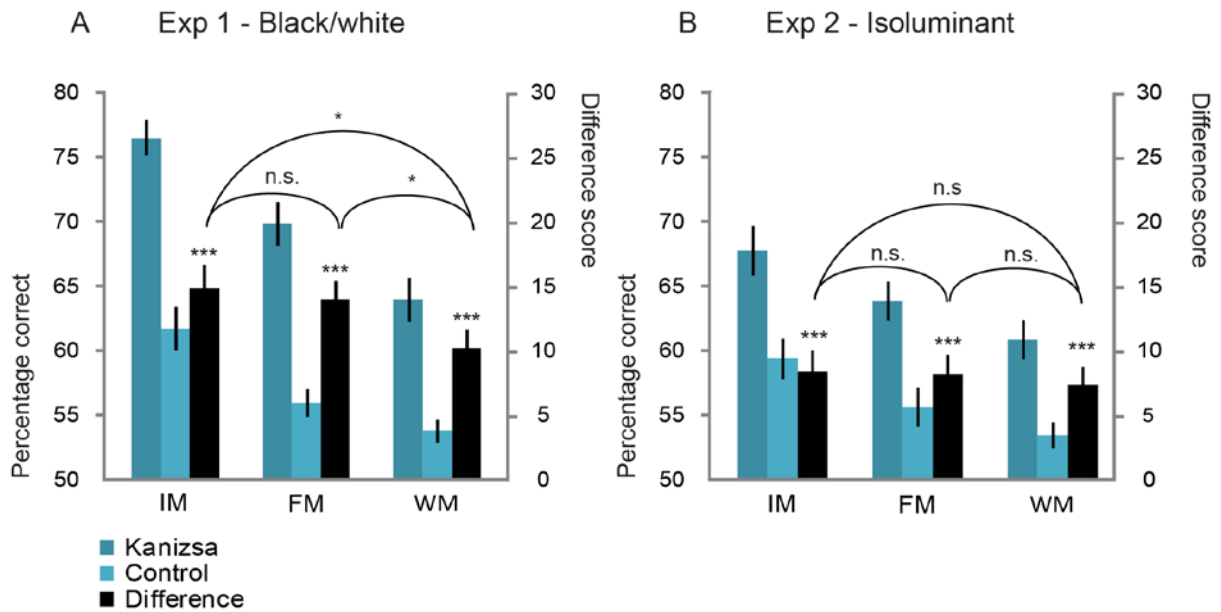 A Exp 1 - Black/white
B Exp 2 - Isoluminant
80
75
70
65
60
55
50
Percentage correct
30
25
20
15
10
5
0
Difference score
*
n.s.
*
***
***
***
IM FM WM
80
75
70
65
60
55
50
Percentage correct
30
25
20
15
10
5
0
Difference score
n.s
n.s.
n.s.
***
***
***
IM FM WM
Kanizsa
Control
Difference